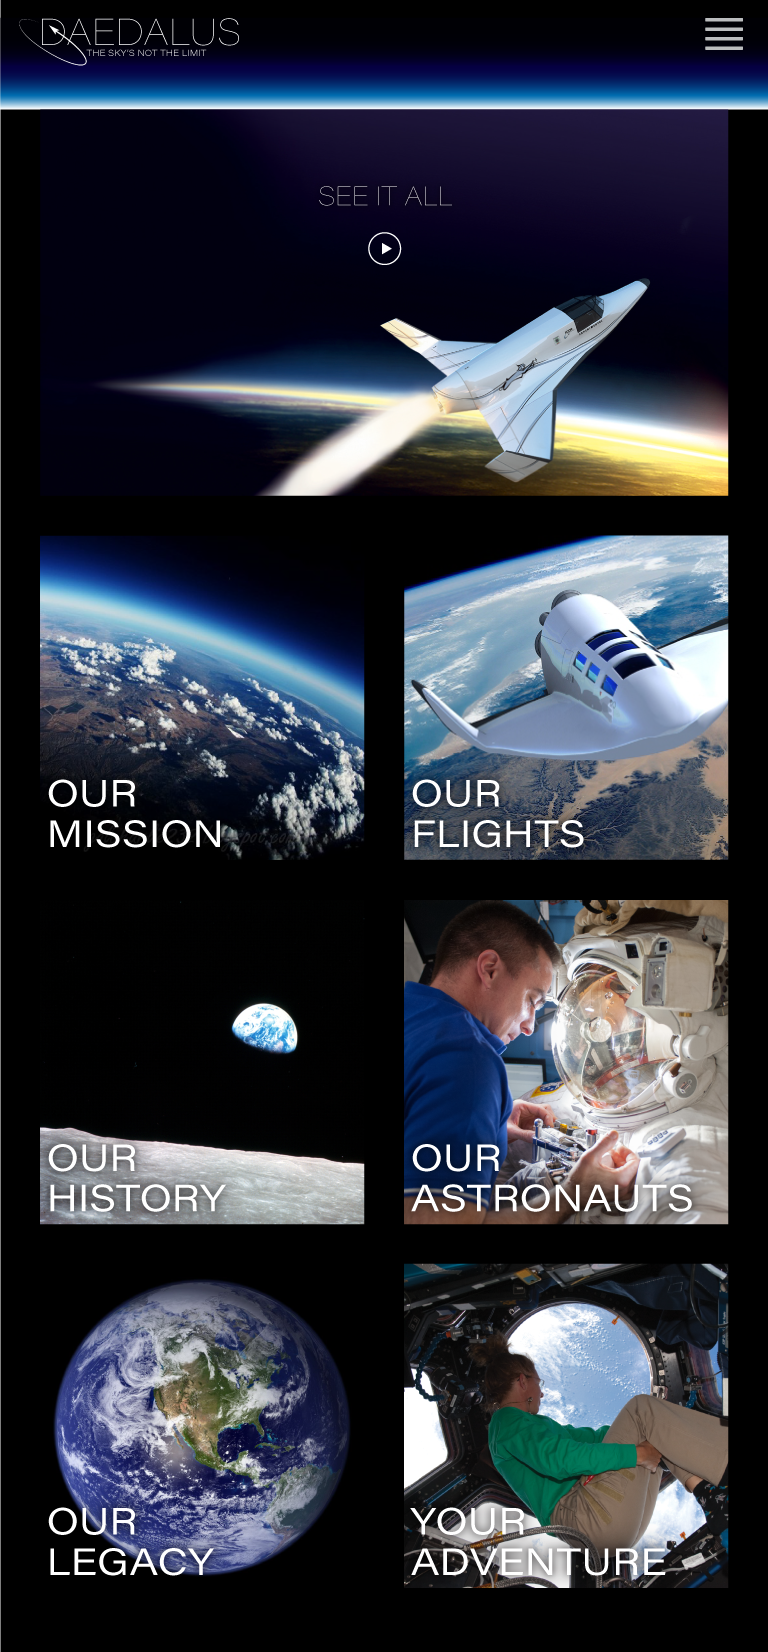 DAEDALUS
THE SKY'S NOT THE LIMIT
SEE IT ALL
OUR
MISSION
OUR
FLIGHTS
OUR
HISTORY
OUR
ASTRONAUTS
OUR
LEGACY
YOUR
ADVENTURE